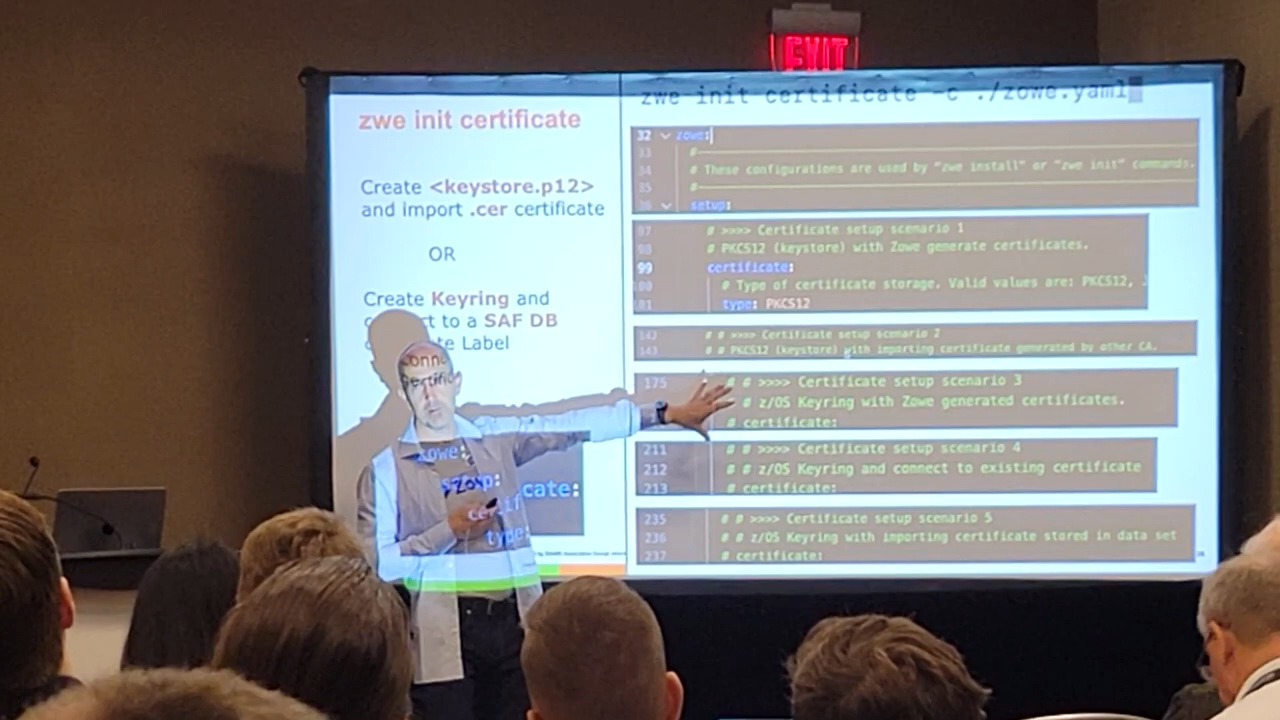 EXIT
zwe init certificate
Create <keystore.p12>
and import .cer certificate
OR
Create Keyring and
to a SAF DB
Label
zowe:
cate:
type:
zwe init certificate -c ./zowe.yaml
32 zowe:
33 #
34 # These configurations are used by "zwe install" or "zwe init" commands.
35 #
36 setup:
97 # >>>> Certificate setup scenario 1
98 # PKCS12 (keystore) with Zowe generate certificates.
99 certificate:
100 # Type of certificate storage. Valid values are: PKCS12,
101 type: PKCS12
142 # # >>>> Certificate setup scenario 2
143 # # PKCS12 (keystore) with importing certificate generated by other CA.
175 # # >>>> Certificate setup scenario 3
# z/OS Keyring with Zowe generated certificates.
# certificate:
211 # # >>>> Certificate setup scenario 4
212 # # z/OS Keyring and connect to existing certificate
213 # certificate:
235 # # >>>> Certificate setup scenario 5
236 # # z/OS Keyring with importing certificate stored in data set
237 # certificate: